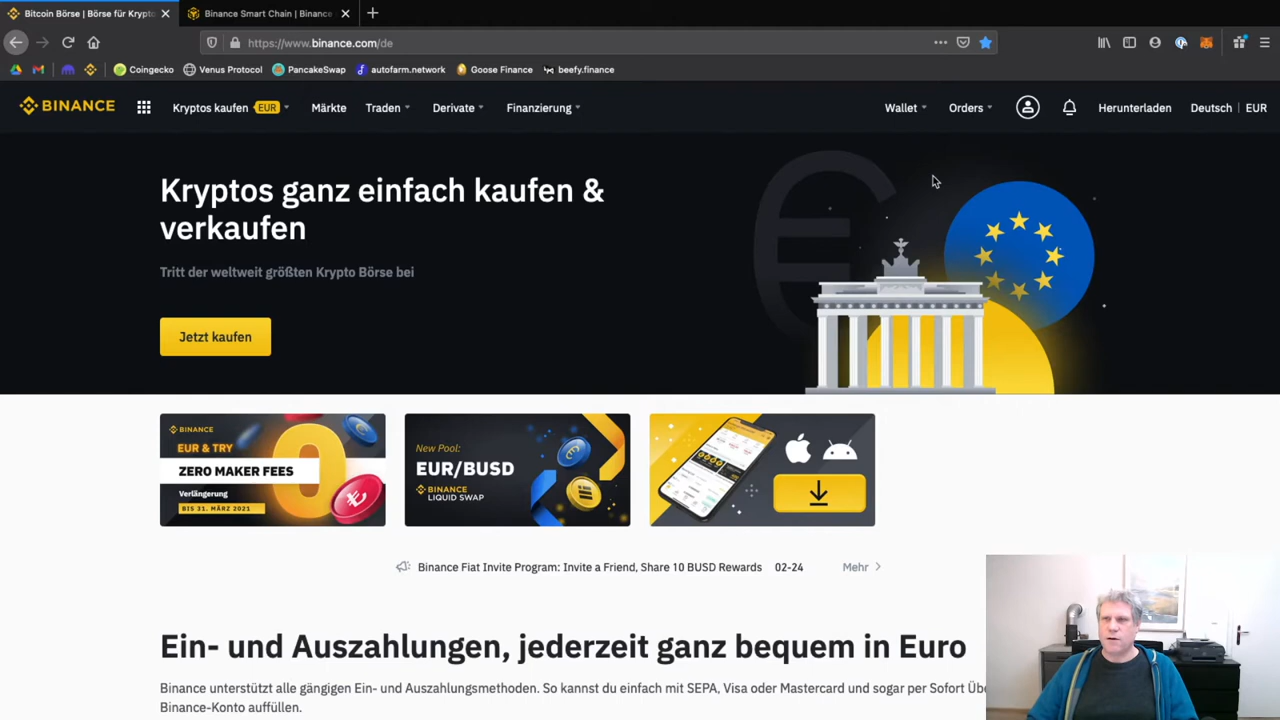 Bitcoin Börse | Börse für Krypto
Binance Smart Chain | Binance
https://www.binance.com/de
Coingecko
Venus Protocol
PancakeSwap
autofarm.network
Goose Finance
beefy.finance
BINANCE
Kryptos kaufen EUR
Märkte
Traden
Derivate
Finanzierung
Wallet
Orders
Herunterladen
Deutsch | EUR
Kryptos ganz einfach kaufen &
verkaufen
Tritt der weltweit größten Krypto Börse bei
Jetzt kaufen
BINANCE
EUR & TRY
ZERO MAKER FEES
Verlängerung
BIS 31. MÄRZ 2021
New Pool:
EUR/BUSD
BINANCE
LIQUID SWAP
Binance Fiat Invite Program: Invite a Friend, Share 10 BUSD Rewards 02-24
Mehr
Ein- und Auszahlungen, jederzeit ganz bequem in Euro
Binance unterstützt alle gängigen Ein- und Auszahlungsmethoden. So kannst du einfach mit SEPA, Visa oder Mastercard und sogar per Sofort Übe
Binance-Konto auffüllen.